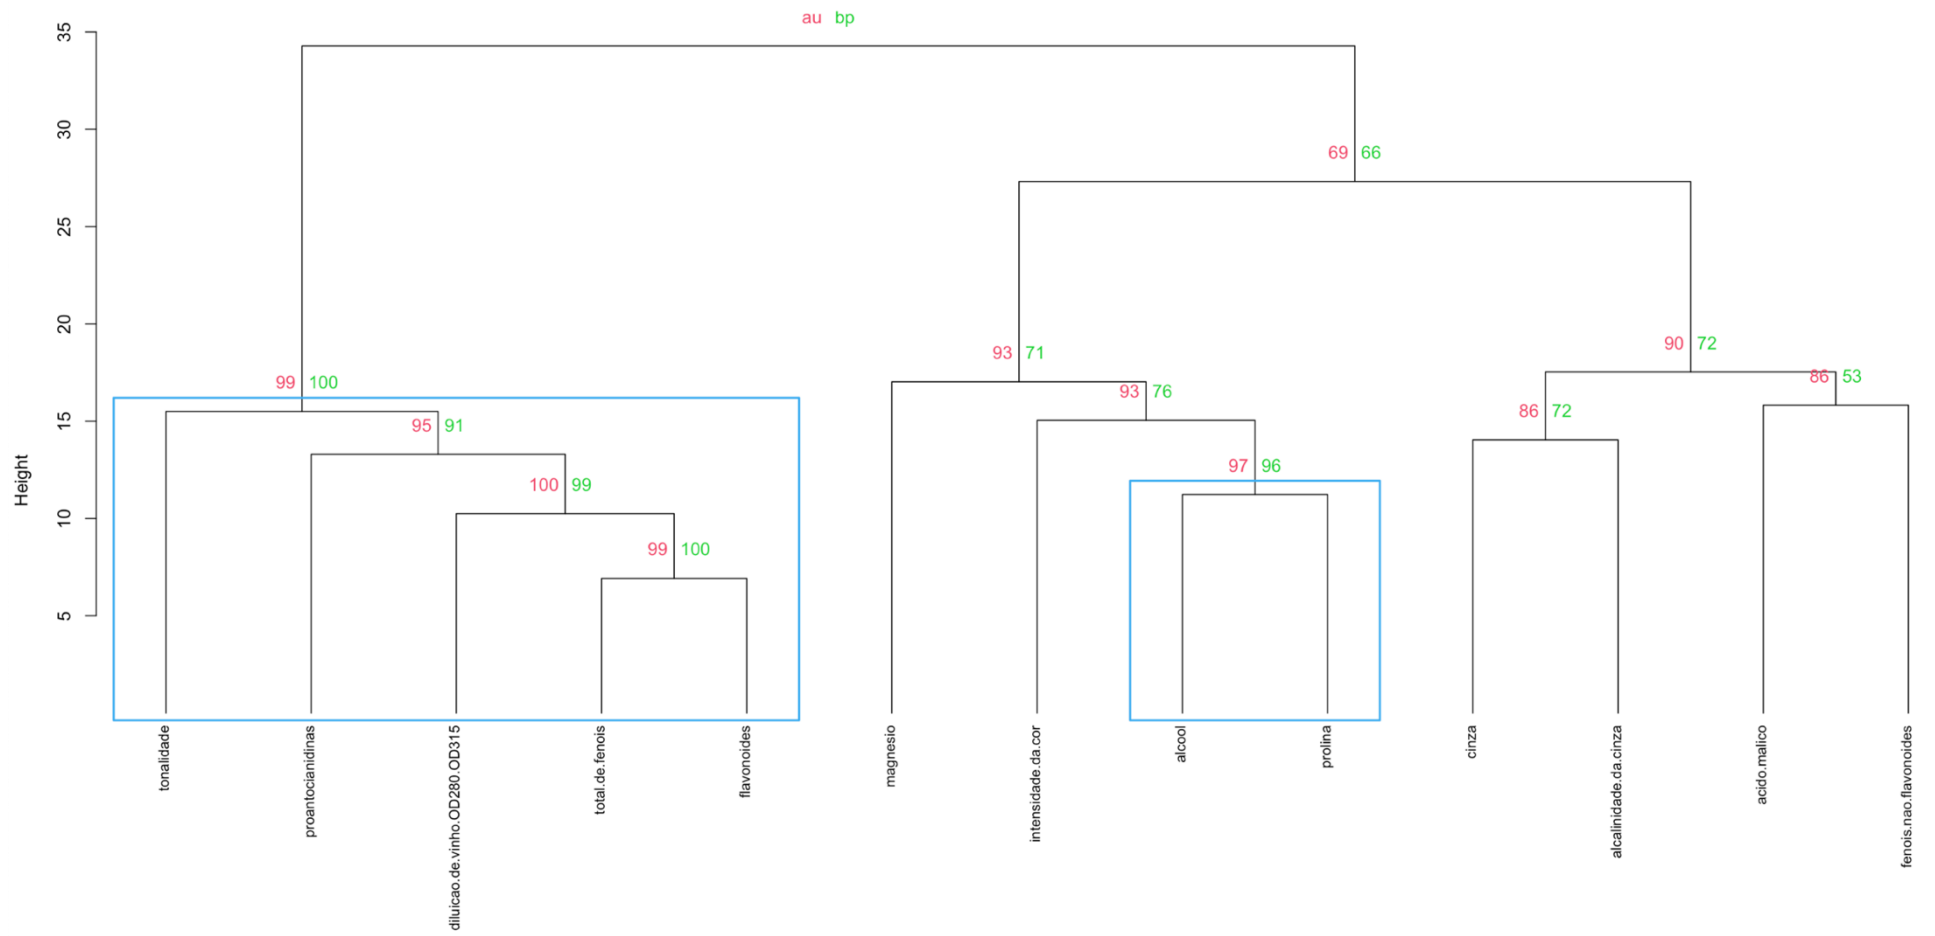 au bp
35
30
25
20
15
10
5
Height
69 66
93 71
90 72
99 100
93 76
86 53
95 91
86 72
97 96
100 99
99 100
tonalidade
proantocianidinas
diluicao.de.vinho.OD280.OD315
total.de.fenois
flavonoides
magnesio
intensidade.da.cor
alcool
prolina
cinza
alcalinidade.da.cinza
acido.malico
fenois.nao.flavonoides